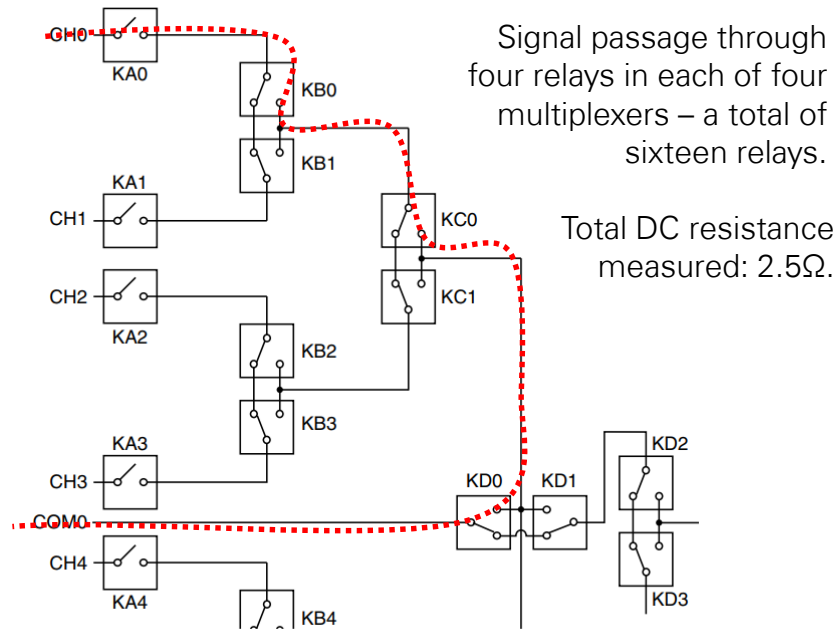 CH0
KA0
KB0
KB1
KA1
CH1
KC0
KC1
CH2
KA2
KB2
KB3
KA3
CH3
KD0 KD1
KD2
COM0
CH4
KA4
KB4
KD3
Signal passage through
four relays in each of four
multiplexers – a total of
sixteen relays.
Total DC resistance
measured: 2.5Ω.